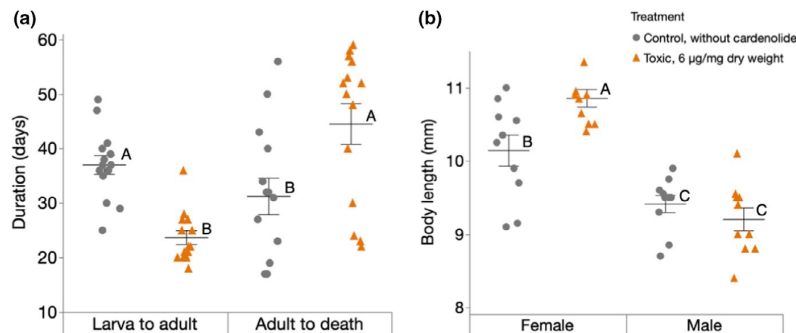 (a)
Duration (days)
60
50
40
30
20
10
A
B
B
A
Larva to adult
Adult to death
(b)
Body length (mm)
11
10
9
8
B
A
C
C
Female
Male
Treatment
Control, without cardenolide
Toxic, 6 µg/mg dry weight